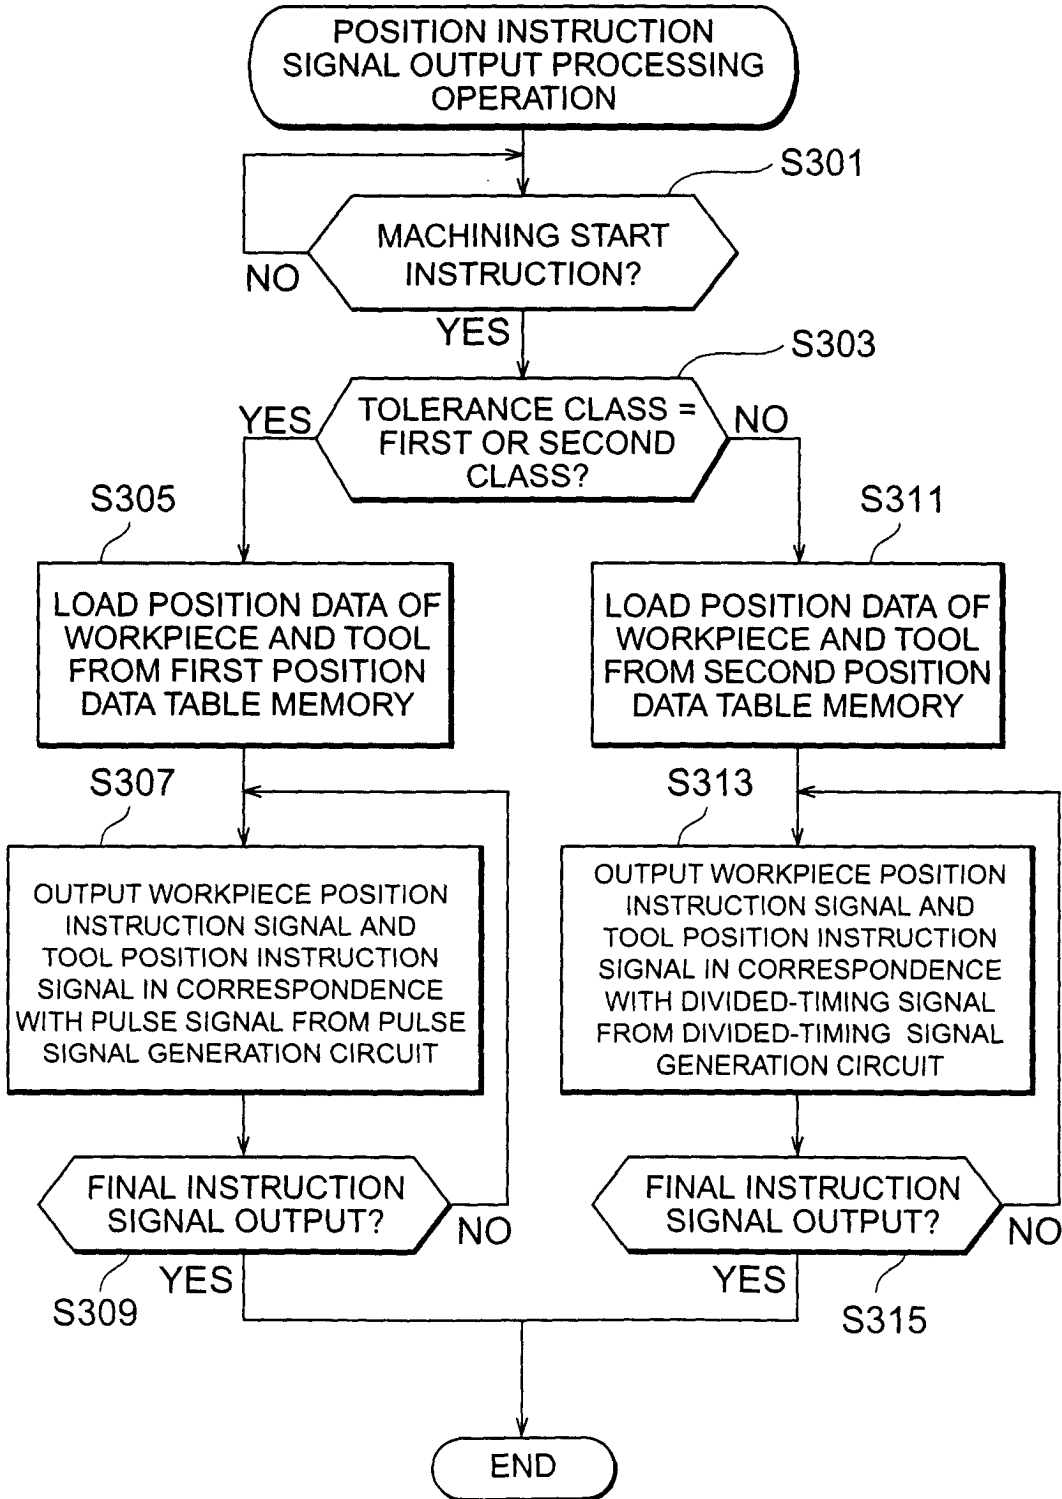 POSITION INSTRUCTION
SIGNAL OUTPUT PROCESSING
OPERATION
S301
MACHINING START
INSTRUCTION?
NO
YES
S303
TOLERANCE CLASS =
FIRST OR SECOND
CLASS?
YES
NO
S305
LOAD POSITION DATA OF
WORKPIECE AND TOOL
FROM FIRST POSITION
DATA TABLE MEMORY
S311
LOAD POSITION DATA OF
WORKPIECE AND TOOL
FROM SECOND POSITION
DATA TABLE MEMORY
S307
OUTPUT WORKPIECE POSITION
INSTRUCTION SIGNAL AND
TOOL POSITION INSTRUCTION
SIGNAL IN CORRESPONDENCE
WITH PULSE SIGNAL FROM PULSE
SIGNAL GENERATION CIRCUIT
S313
OUTPUT WORKPIECE POSITION
INSTRUCTION SIGNAL AND
TOOL POSITION INSTRUCTION
SIGNAL IN CORRESPONDENCE
WITH DIVIDED-TIMING SIGNAL
FROM DIVIDED-TIMING SIGNAL
GENERATION CIRCUIT
FINAL INSTRUCTION
SIGNAL OUTPUT?
NO
YES
S309
FINAL INSTRUCTION
SIGNAL OUTPUT?
NO
YES
S315
END